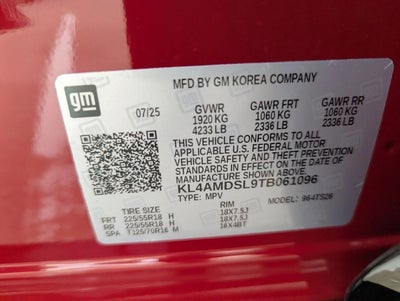 gm
MFD BY GM KOREA COMPANY
07/25 GVWR GAWR FRT GAWR RR
1920 KG 1060 KG 1060 KG
4233 LB 2336 LB 2336 LB
THIS VEHICLE CONFORMS TO ALL
APPLICABLE U.S. FEDERAL MOTOR
VEHICLE SAFETY AND THEFT PREVENTION
STANDARDS IN EFFECT ON THE DATE OF
MANUFACTURE SHOWN ABOVE.
KL4AMDSL9TB061096
TYPE: MPV MODEL: 964TS26
TIRE SIZE RIM
FRT 225/55R18 H 18X7.5J
RR 225/55R18 H 18X7.5J
SPA T125/70R16 M 16X4BT